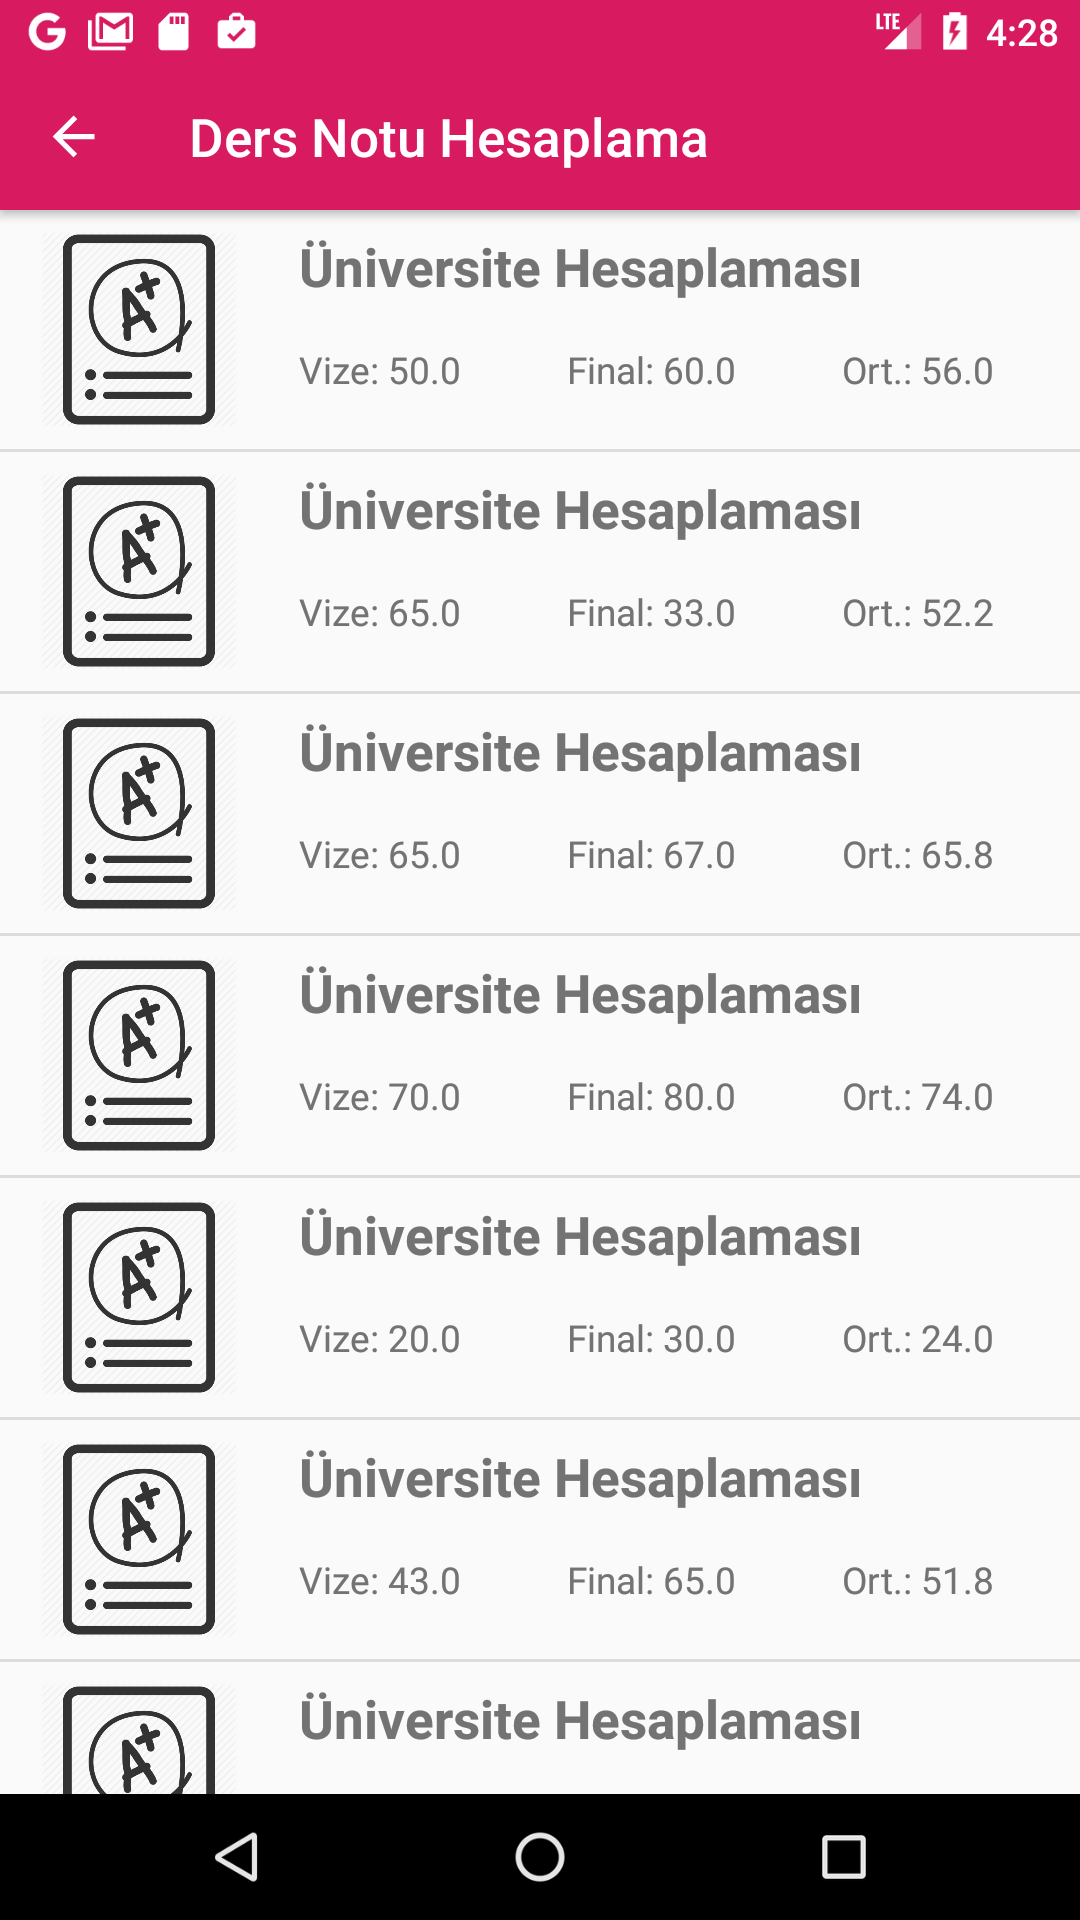 LTE 4:28
Ders Notu Hesaplama
Üniversite Hesaplaması
Vize: 50.0 Final: 60.0 Ort.: 56.0
Üniversite Hesaplaması
Vize: 65.0 Final: 33.0 Ort.: 52.2
Üniversite Hesaplaması
Vize: 65.0 Final: 67.0 Ort.: 65.8
Üniversite Hesaplaması
Vize: 70.0 Final: 80.0 Ort.: 74.0
Üniversite Hesaplaması
Vize: 20.0 Final: 30.0 Ort.: 24.0
Üniversite Hesaplaması
Vize: 43.0 Final: 65.0 Ort.: 51.8
Üniversite Hesaplaması